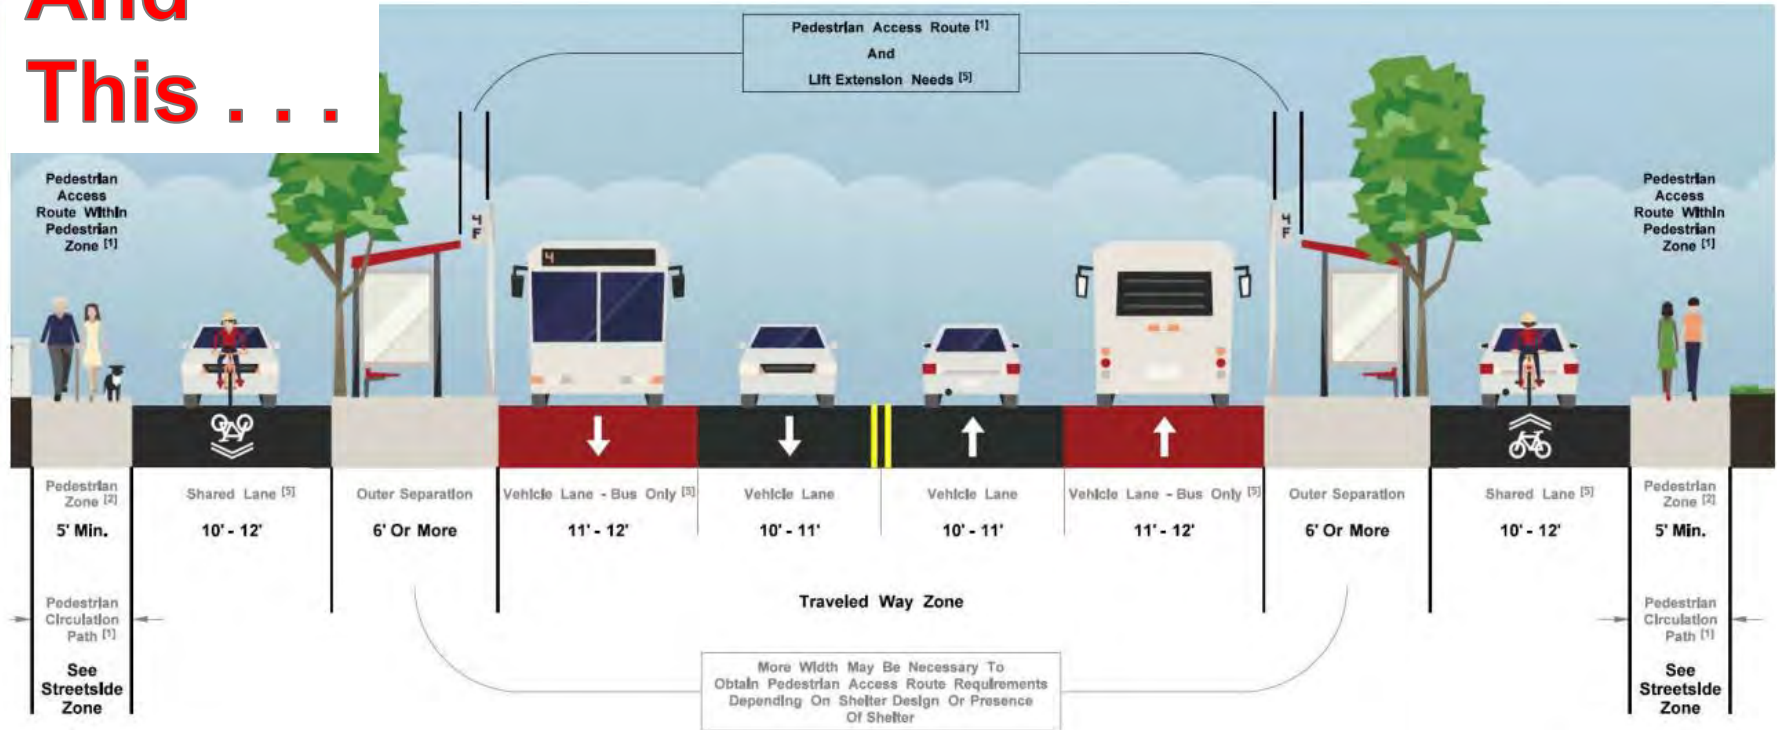 And
This . . .
Pedestrian Access Route [1]
And
Lift Extension Needs [5]
Pedestrian
Access
Route Within
Pedestrian
Zone [1]
Pedestrian
Access
Route Within
Pedestrian
Zone [1]
4
F
4
F
4
Pedestrian
Zone [2]
5' Min.
Shared Lane [5]
10' - 12'
Outer Separation
6' Or More
Vehicle Lane - Bus Only [5]
11' - 12'
Vehicle Lane
10' - 11'
Vehicle Lane
10' - 11'
Vehicle Lane - Bus Only [5]
11' - 12'
Outer Separation
6' Or More
Shared Lane [5]
10' - 12'
Pedestrian
Zone [2]
5' Min.
Traveled Way Zone
Pedestrian
Circulation
Path [1]
See
Streetside
Zone
More Width May Be Necessary To
Obtain Pedestrian Access Route Requirements
Depending On Shelter Design Or Presence
Of Shelter
Pedestrian
Circulation
Path [1]
See
Streetside
Zone